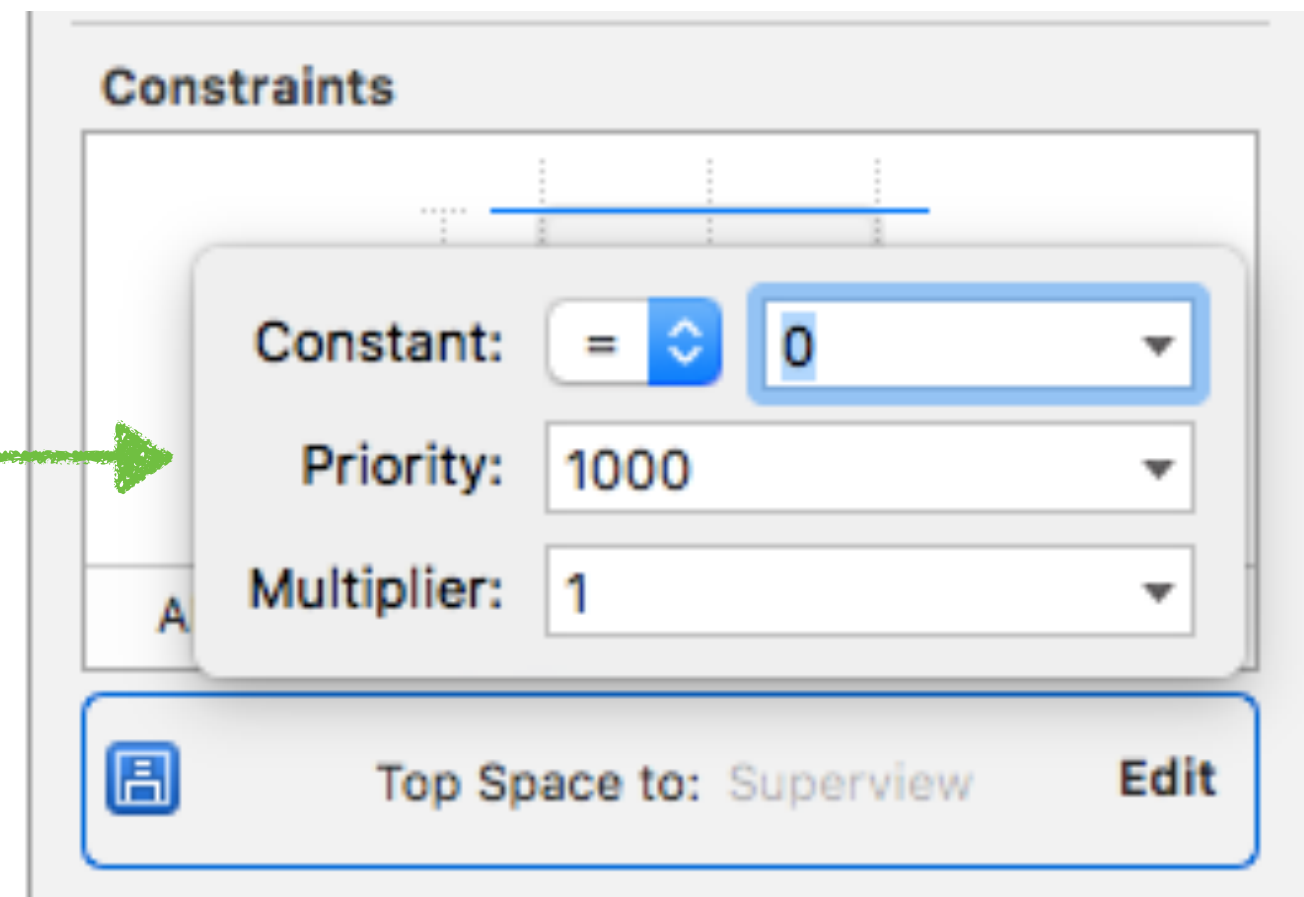 Constraints
Constant: = 0
Priority: 1000
Multiplier: 1
A
Top Space to: Superview Edit